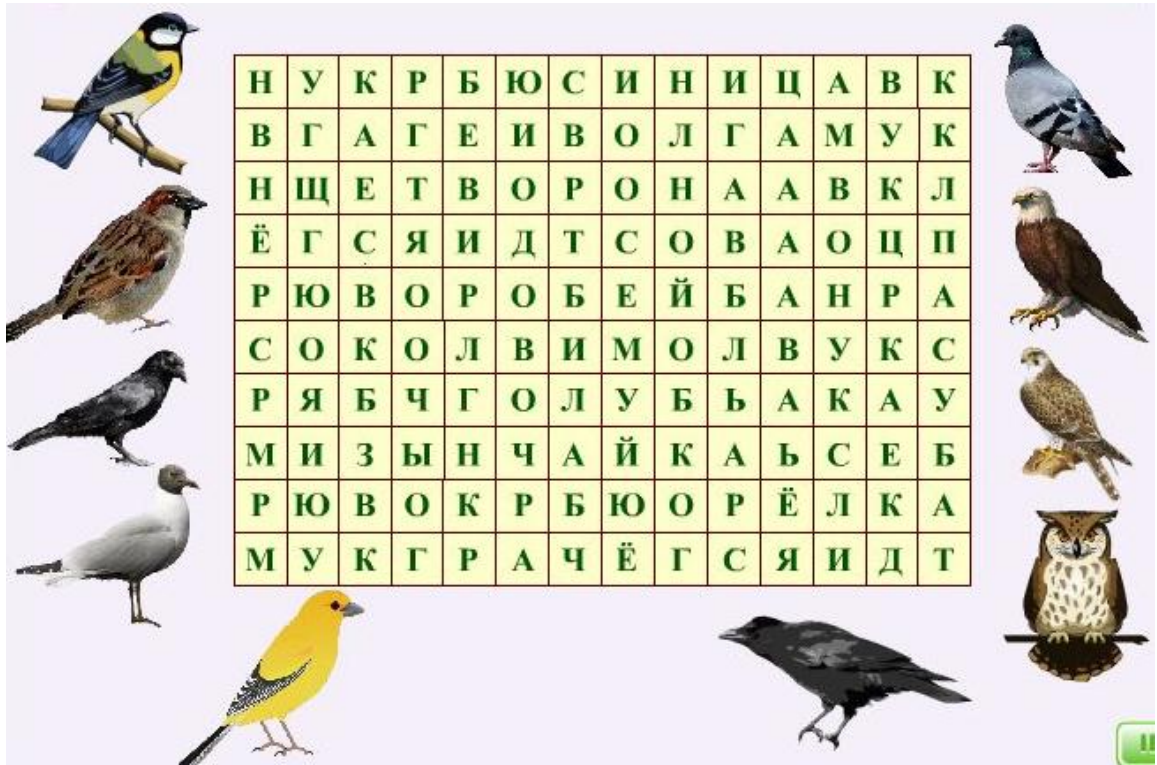 Н У К Р Б Ю С И Н И Ц А В К
В Г А Г Е И В О Л Г А М У К
Н Щ Е Т В О Р О Н А А В К Л
Ё Г С Я И Д Т С О В А О Ц П
Р Ю В О Р О Б Е Й Б А Н Р А
С О К О Л В И М О Л В У К С
Р Я Б Ч Г О Л У Б Ь А К А У
М И З Ы Н Ч А Й К А Ь С Е Б
Р Ю В О К Р Б Ю О Р Ё Л К А
М У К Г Р А Ч Ё Г С Я И Д Т